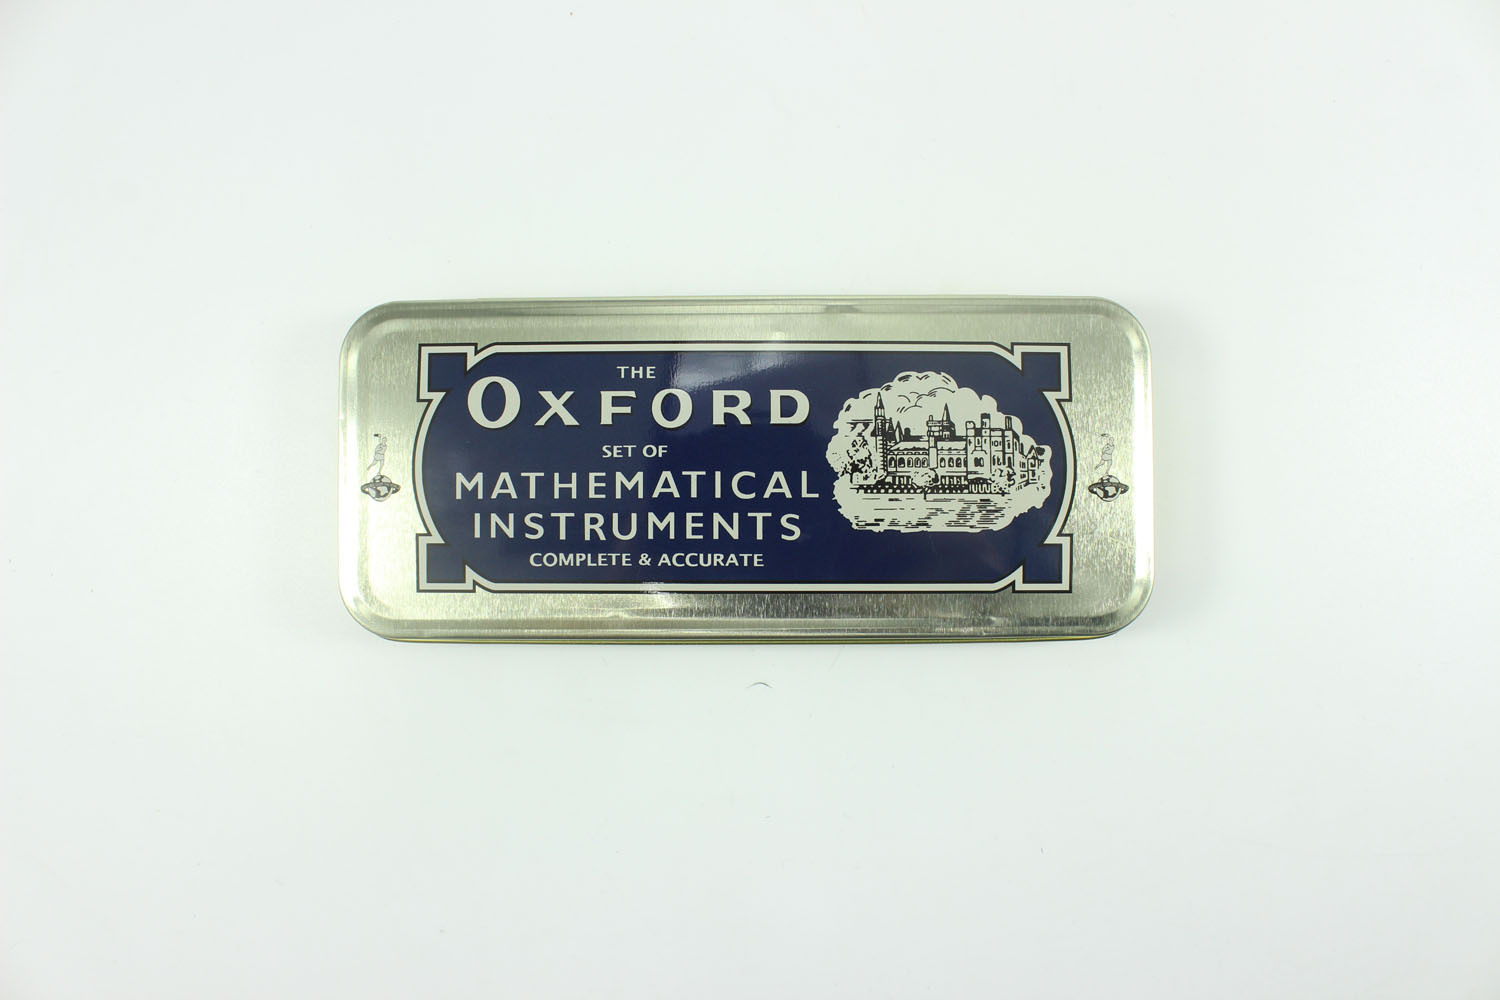 THE
OXFORD
SET OF
MATHEMATICAL
INSTRUMENTS
COMPLETE & ACCURATE